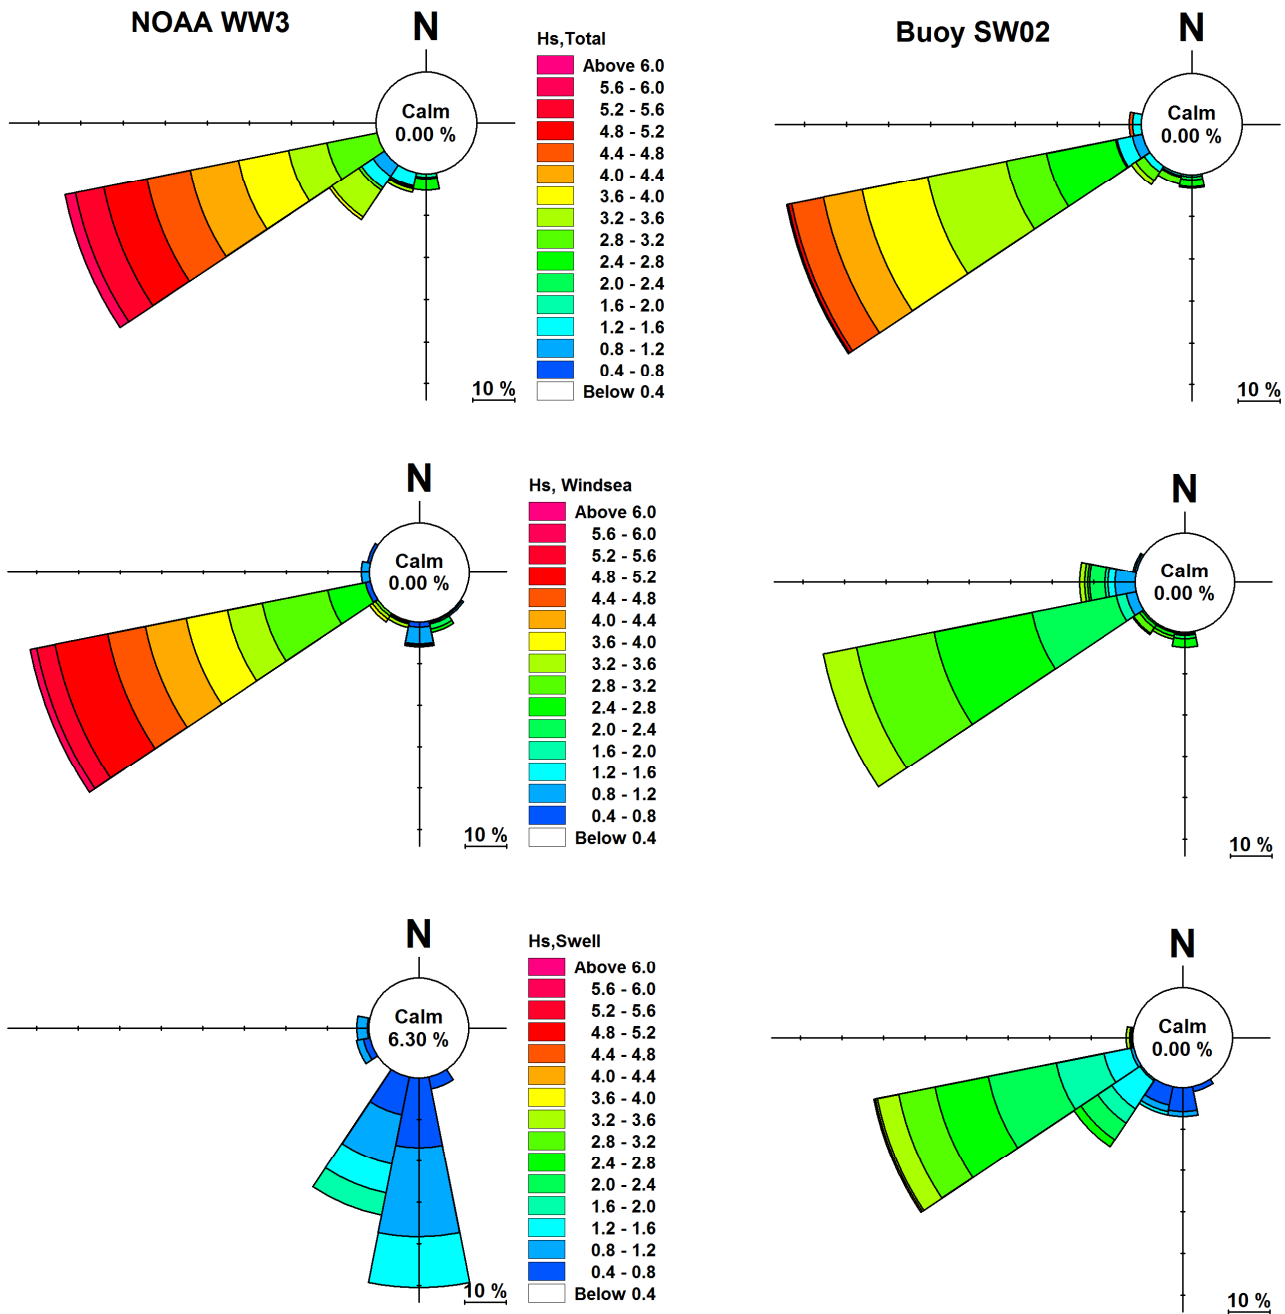 NOAA WW3
Buoy SW02
N
Calm
0.00 %
10 %
Hs,Total
Above 6.0
5.6 - 6.0
5.2 - 5.6
4.8 - 5.2
4.4 - 4.8
4.0 - 4.4
3.6 - 4.0
3.2 - 3.6
2.8 - 3.2
2.4 - 2.8
2.0 - 2.4
1.6 - 2.0
1.2 - 1.6
0.8 - 1.2
0.4 - 0.8
Below 0.4
N
Calm
0.00 %
10 %
N
Calm
0.00 %
10 %
Hs, Windsea
Above 6.0
5.6 - 6.0
5.2 - 5.6
4.8 - 5.2
4.4 - 4.8
4.0 - 4.4
3.6 - 4.0
3.2 - 3.6
2.8 - 3.2
2.4 - 2.8
2.0 - 2.4
1.6 - 2.0
1.2 - 1.6
0.8 - 1.2
0.4 - 0.8
Below 0.4
N
Calm
0.00 %
10 %
N
Calm
6.30 %
10 %
Hs,Swell
Above 6.0
5.6 - 6.0
5.2 - 5.6
4.8 - 5.2
4.4 - 4.8
4.0 - 4.4
3.6 - 4.0
3.2 - 3.6
2.8 - 3.2
2.4 - 2.8
2.0 - 2.4
1.6 - 2.0
1.2 - 1.6
0.8 - 1.2
0.4 - 0.8
Below 0.4
N
Calm
0.00 %
10 %